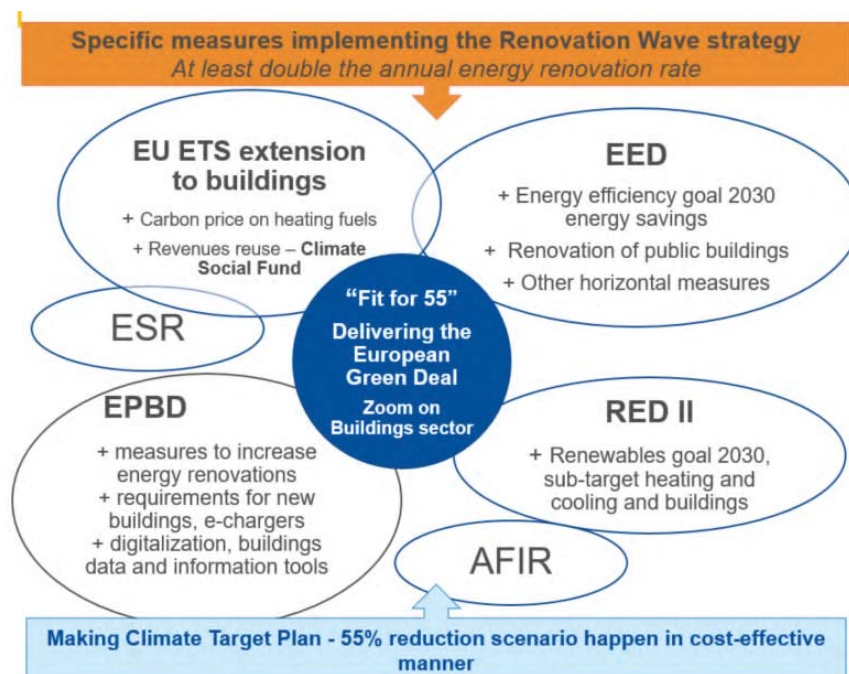 Specific measures implementing the Renovation Wave strategy
At least double the annual energy renovation rate
EU ETS extension
to buildings
+ Carbon price on heating fuels
+ Revenues reuse – Climate
Social Fund
EED
+ Energy efficiency goal 2030
energy savings
+ Renovation of public buildings
+ Other horizontal measures
ESR
“Fit for 55”
Delivering the
European
Green Deal
Zoom on
Buildings sector
EPBD
+ measures to increase
energy renovations
+ requirements for new
buildings, e-chargers
+ digitalization, buildings
data and information tools
RED II
+ Renewables goal 2030,
sub-target heating and
cooling and buildings
AFIR
Making Climate Target Plan - 55% reduction scenario happen in cost-effective
manner